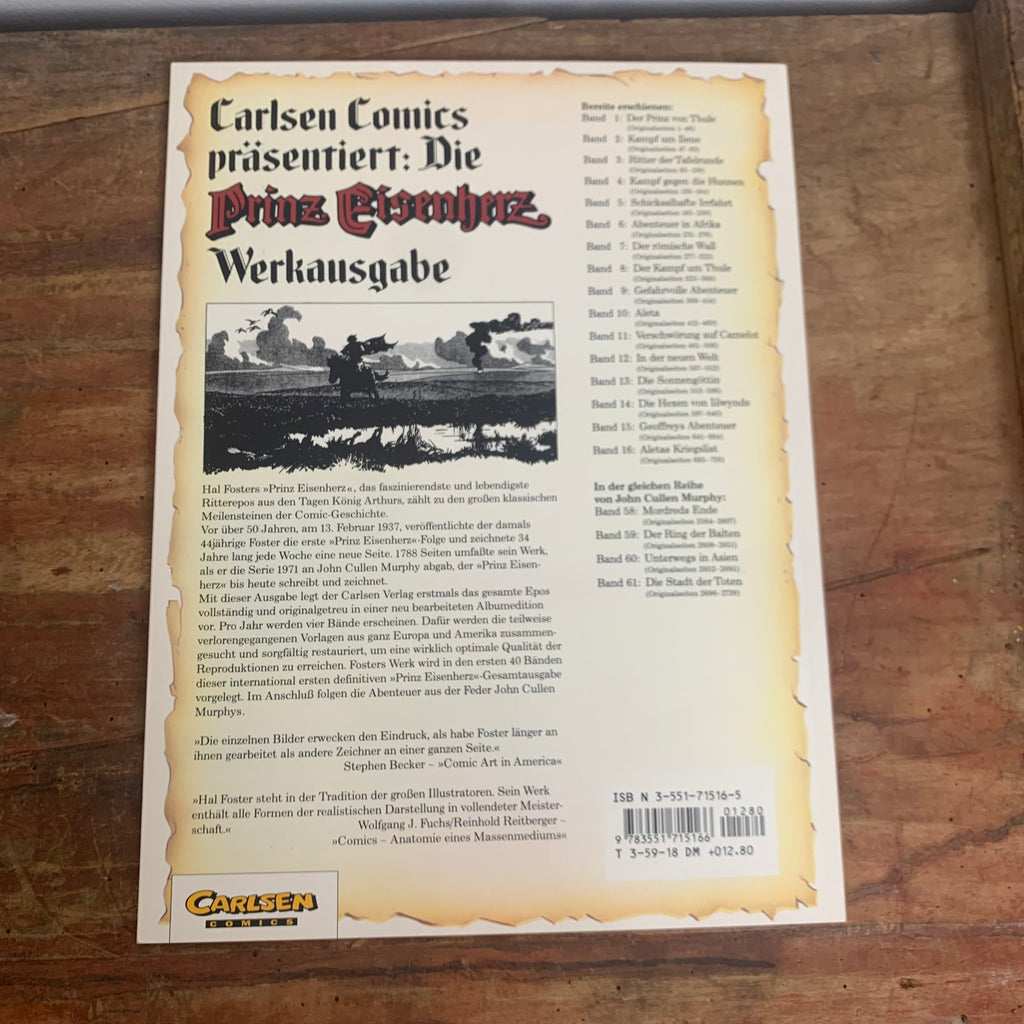 Carlsen Comics
präsentiert: Die
Prinz Eisenherz
Werkausgabe
Hal Fosters »Prinz Eisenherz«, das faszinierendste und lebendigste
Ritterepos aus den Tagen König Arthurs, zählt zu den großen klassischen
Meilensteinen der Comic-Geschichte.
Vor über 50 Jahren, am 13. Februar 1937, veröffentlichte der damals
44jährige Foster die erste »Prinz Eisenherz«-Folge und zeichnete 34
Jahre lang jede Woche eine neue Seite. 1788 Seiten umfaßte sein Werk,
als er die Serie 1971 an John Cullen Murphy abgab, der »Prinz Eisen-
herz« bis heute schreibt und zeichnet.
Mit dieser Ausgabe legt der Carlsen Verlag erstmals das gesamte Epos
vollständig und originalgetreu in einer neu bearbeiteten Albumedition
vor. Pro Jahr werden vier Bände erscheinen. Dafür werden die teilweise
verlorengegangenen Vorlagen aus ganz Europa und Amerika zusammen-
gesucht und sorgfältig restauriert, um eine wirklich optimale Qualität der
Reproduktionen zu erreichen. Fosters Werk wird in den ersten 40 Bänden
dieser international ersten definitiven »Prinz Eisenherz«-Gesamtausgabe
vorgelegt. Im Anschluß folgen die Abenteuer aus der Feder John Cullen
Murphys.
»Die einzelnen Bilder erwecken den Eindruck, als habe Foster länger an
ihnen gearbeitet als andere Zeichner an einer ganzen Seite.«
Stephen Becker – »Comic Art in America«
»Hal Foster steht in der Tradition der großen Illustratoren. Sein Werk
enthält alle Formen der realistischen Darstellung in vollendeter Meister-
schaft.«
Wolfgang J. Fuchs/Reinhold Reitberger –
»Comics – Anatomie eines Massenmediums«
CARLSEN
COMICS
Bereits erschienen:
Band 1: Der Prinz von Thule
Band 2: Kampf um
Band 3: Ritter der Tafelrunde
Band 4: Kampf gegen die Hunnen
Band 5: Schicksalhafte Irrfahrt
Band 6: Abenteuer in Afrika
Band 7: Der römische Wall
Band 8: Der Kampf um Thule
Band 9: Gefahrvolle Abenteuer
Band 10: Aleta
Band 11: Verschwörung auf Camelot
Band 12: In der neuen Welt
Band 13: Die Sonnengöttin
Band 14: Die Hexen von Illwynde
Band 15: Geoffreys Abenteuer
Band 16: Aletas Kriegslist
In der gleichen Reihe
von John Cullen Murphy:
Band 58: Mordreds Ende
(Originalseiten 2564–2607)
Band 59: Der Ring der Balten
(Originalseiten 2608–2651)
Band 60: Unterwegs in Asien
(Originalseiten 2652–2695)
Band 61: Die Stadt der Toten
(Originalseiten 2696–2739)
ISB N 3-551-71516-5
01280
9 783551 715166
T 3-59-18 DM +012.80